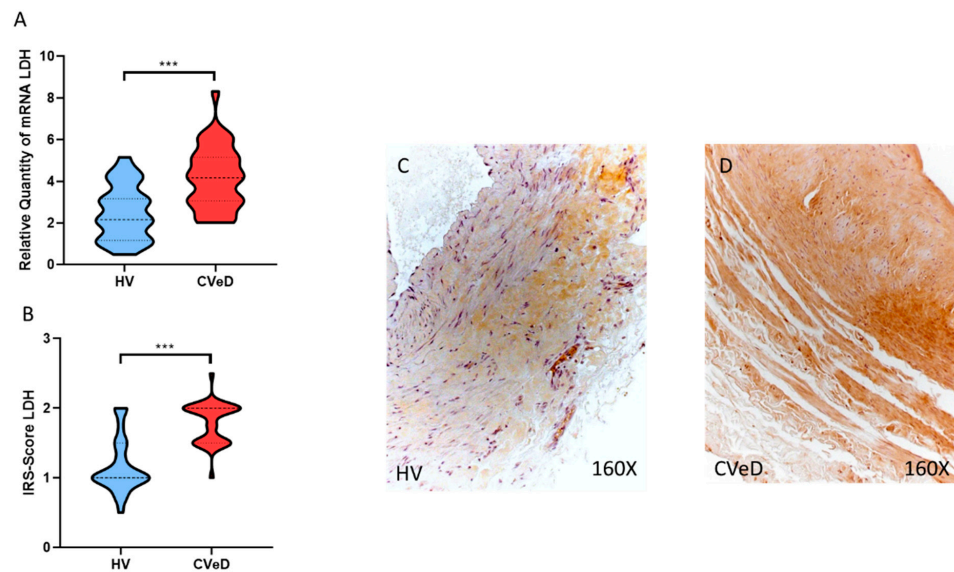 A
Relative Quantity of mRNA LDH
10
8
6
4
2
0
***
HV
CVeD
B
IRS-Score LDH
3
2
1
0
***
HV
CVeD
C
HV
160X
D
CVeD
160X